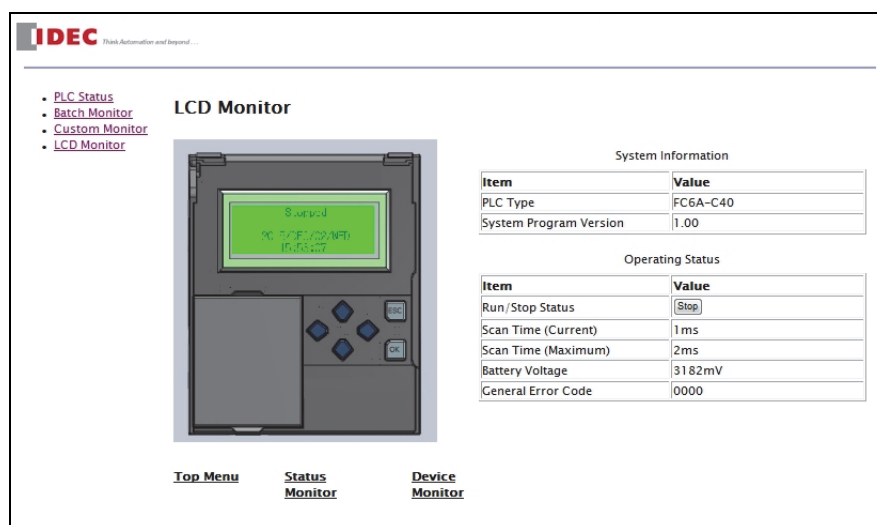 IDEC Think Automation and beyond...
PLC Status
Batch Monitor
Custom Monitor
LCD Monitor
LCD Monitor
Stopped
15:53:07
ESC
OK
System Information
Item Value
PLC Type FC6A-C40
System Program Version 1.00
Operating Status
Item Value
Run/Stop Status Stop
Scan Time (Current) 1ms
Scan Time (Maximum) 2ms
Battery Voltage 3182mV
General Error Code 0000
Top Menu Status Monitor Device Monitor